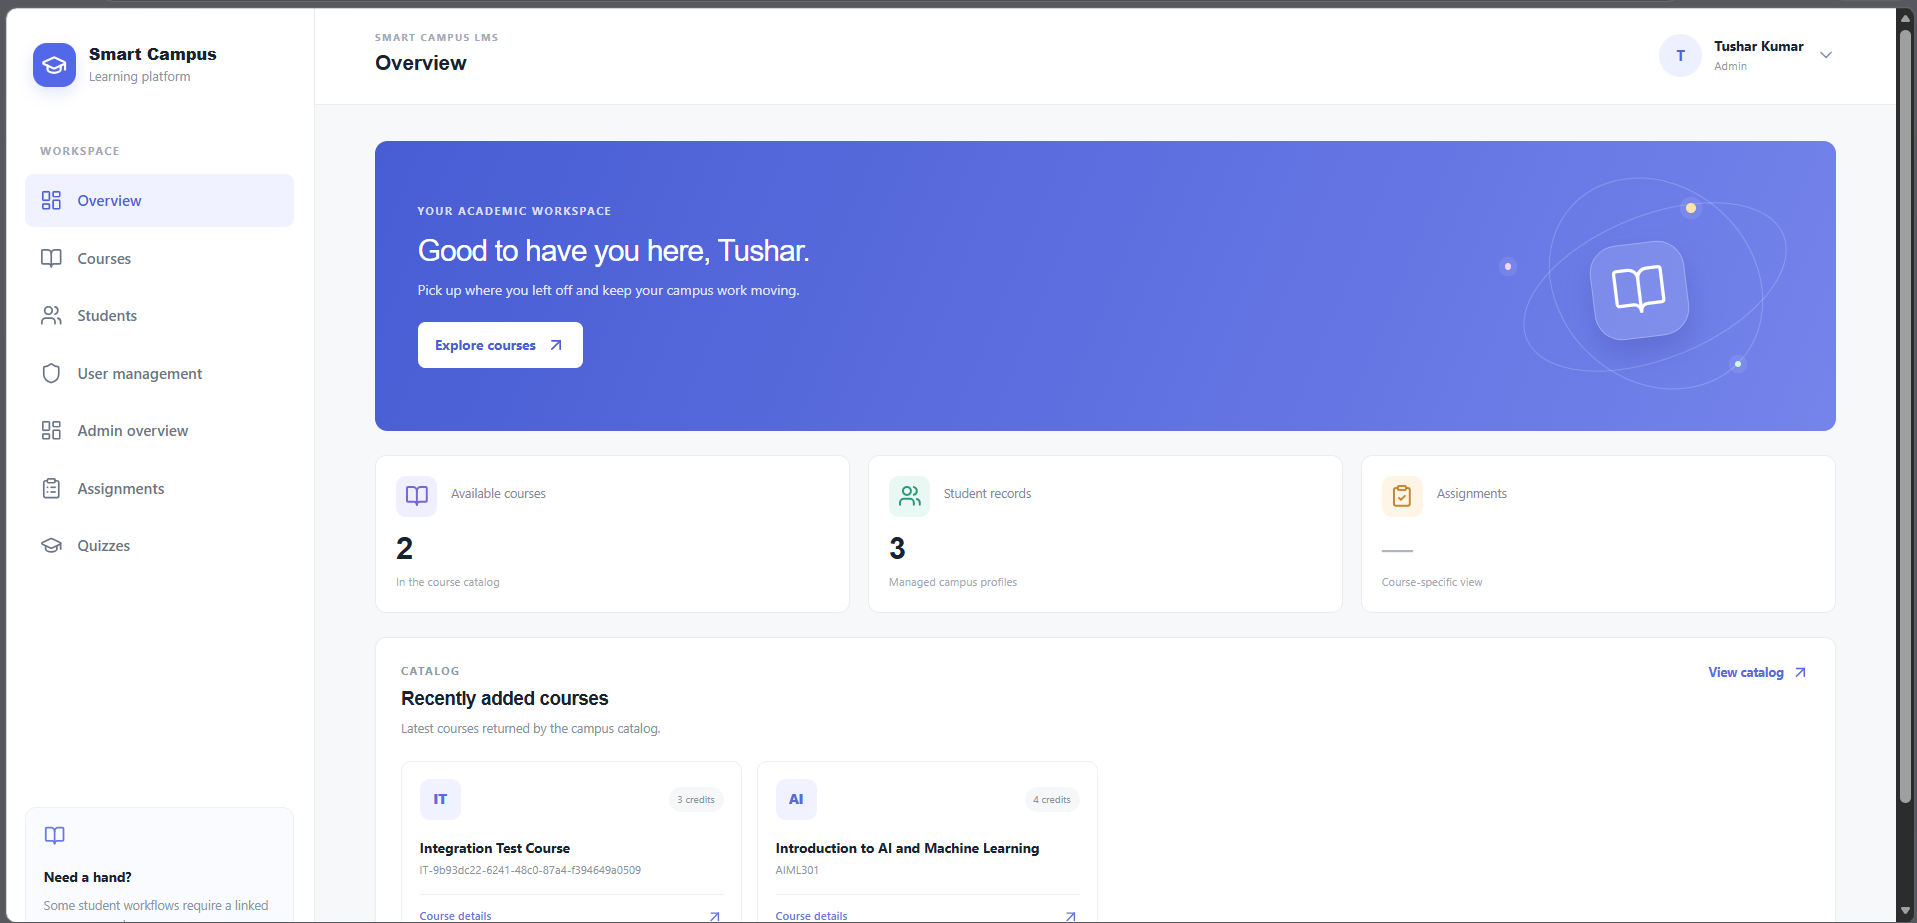 Smart Campus
Learning platform
WORKSPACE
Overview
Courses
Students
User management
Admin overview
Assignments
Quizzes
Need a hand?
Some student workflows require a linked
SMART CAMPUS LMS
Overview
T
Tushar Kumar
Admin
YOUR ACADEMIC WORKSPACE
Good to have you here, Tushar.
Pick up where you left off and keep your campus work moving.
Explore courses
Available courses
2
In the course catalog
Student records
3
Managed campus profiles
Assignments
—
Course-specific view
CATALOG
Recently added courses
Latest courses returned by the campus catalog.
View catalog
IT
3 credits
Integration Test Course
IT-9b93dc22-6241-48c0-87a4-f394649a0509
Course details
AI
4 credits
Introduction to AI and Machine Learning
AIML301
Course details